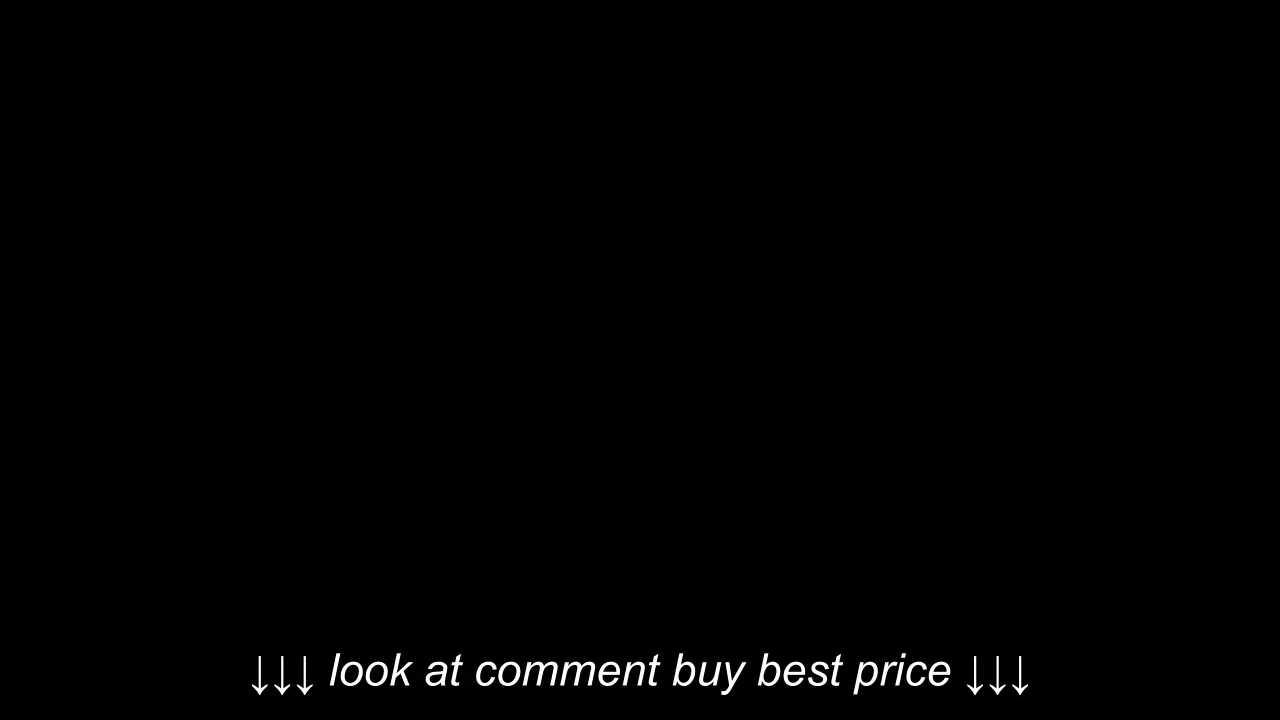 ↓↓↓ look at comment buy best price ↓↓↓